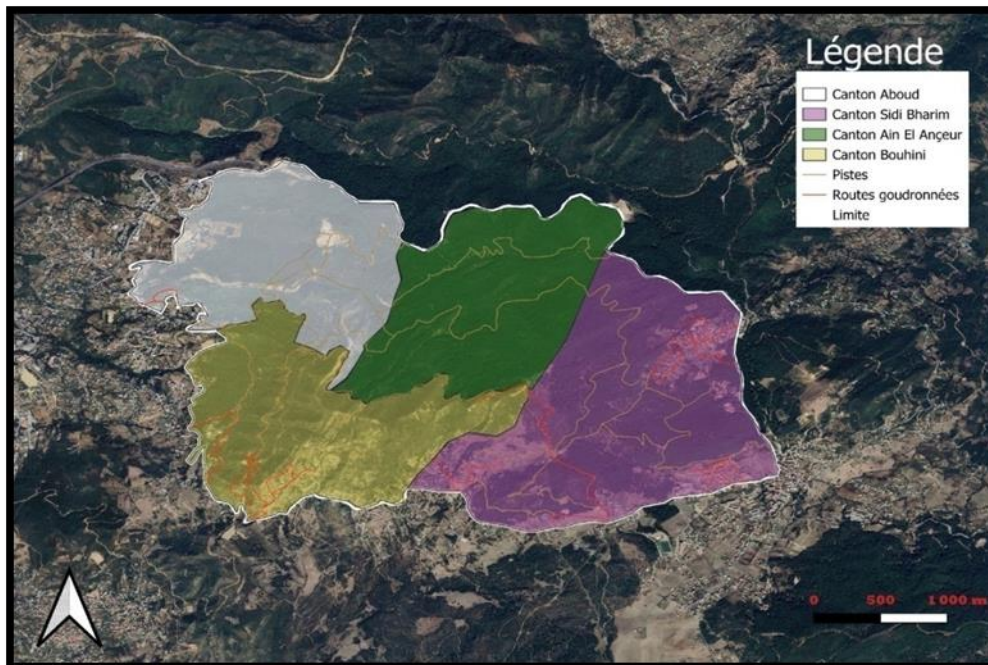 Légende
Canton Aboud
Canton Sidi Bharim
Canton Ain El Ançeur
Canton Bouhini
Pistes
Routes goudronnées
Limite
0 500 1 000 m